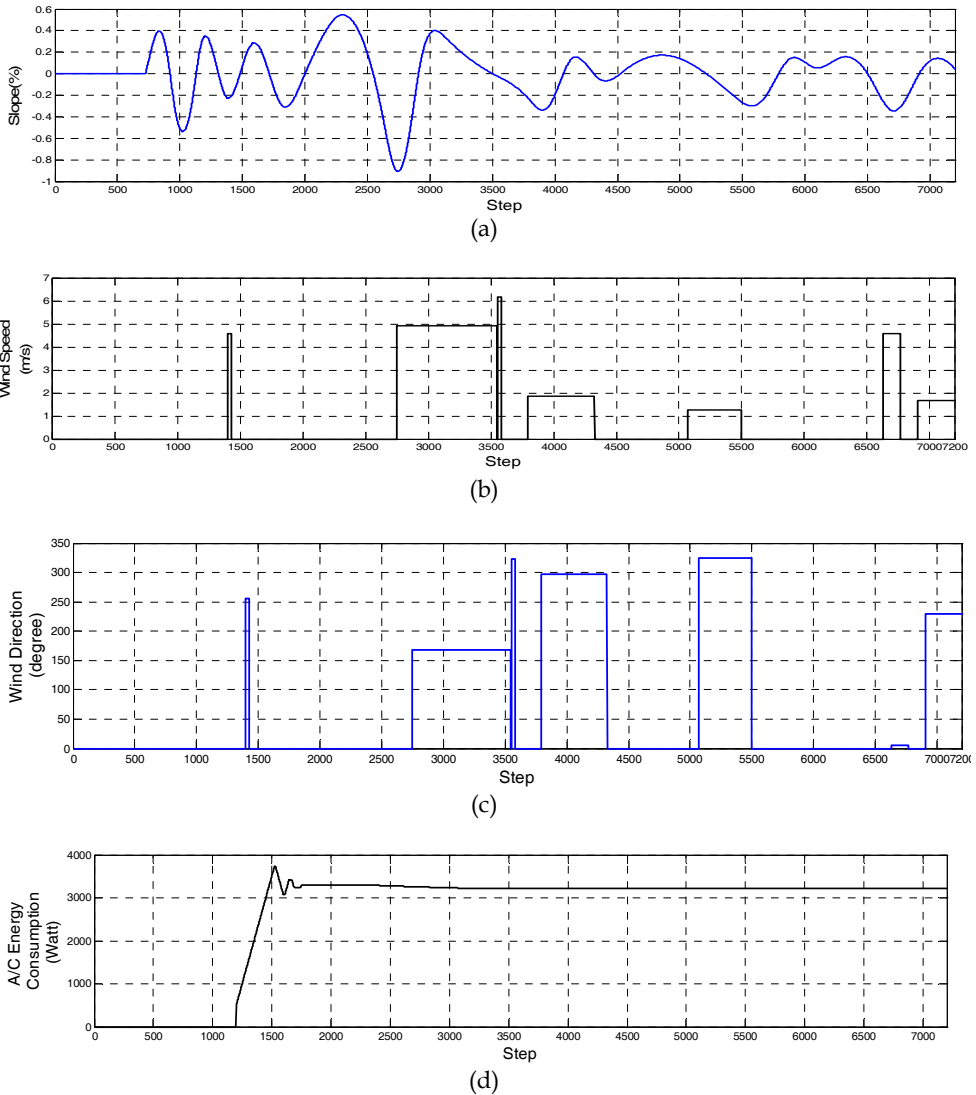 0.6
0.4
0.2
0
-0.2
-0.4
-0.6
-0.8
-1
Slope(%)
0 500 1000 1500 2000 2500 3000 3500 4000 4500 5000 5500 6000 6500 7000
Step
(a)
7
6
5
4
3
2
1
0
Wind Speed
(m/s)
0 500 1000 1500 2000 2500 3000 3500 4000 4500 5000 5500 6000 6500 70007200
Step
(b)
350
300
250
200
150
100
50
0
Wind Direction
(degree)
0 500 1000 1500 2000 2500 3000 3500 4000 4500 5000 5500 6000 6500 70007200
Step
(c)
4000
3000
2000
1000
0
A/C Energy
Consumption
(Watt)
0 500 1000 1500 2000 2500 3000 3500 4000 4500 5000 5500 6000 6500 7000
Step
(d)